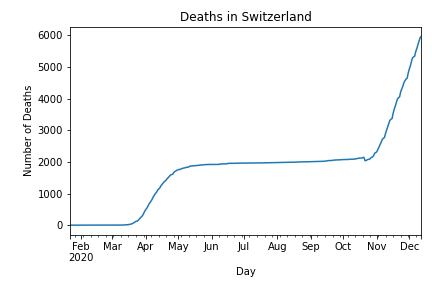 Deaths in Switzerland
6000
5000
4000
3000
2000
1000
0
Number of Deaths
Feb Mar Apr May Jun Jul Aug Sep Oct Nov Dec
2020
Day